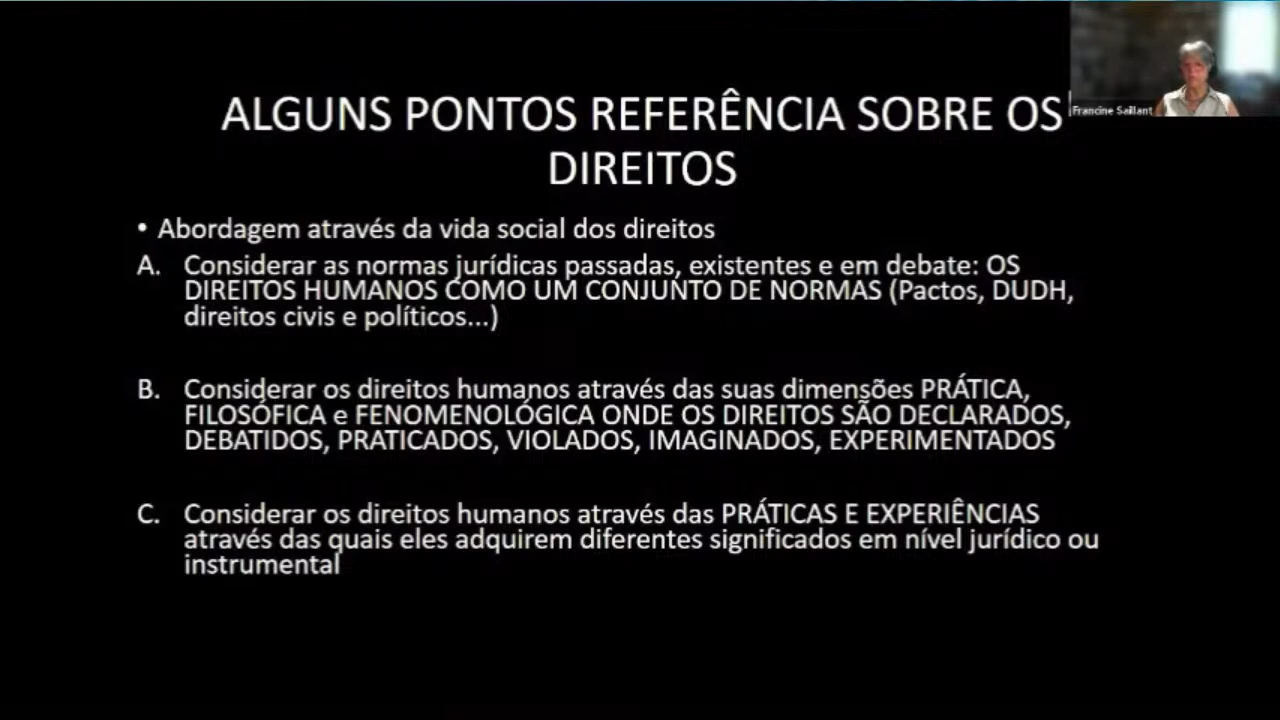 ALGUNS PONTOS REFERÊNCIA SOBRE OS
DIREITOS
Francine Saillant
• Abordagem através da vida social dos direitos
A. Considerar as normas jurídicas passadas, existentes e em debate: OS
DIREITOS HUMANOS COMO UM CONJUNTO DE NORMAS (Pactos, DUDH,
direitos civis e políticos...)
B. Considerar os direitos humanos através das suas dimensões PRÁTICA,
FILOSÓFICA e FENOMENOLÓGICA ONDE OS DIREITOS SÃO DECLARADOS,
DEBATIDOS, PRATICADOS, VIOLADOS, IMAGINADOS, EXPERIMENTADOS
C. Considerar os direitos humanos através das PRÁTICAS E EXPERIÊNCIAS
através das quais eles adquirem diferentes significados em nível jurídico ou
instrumental